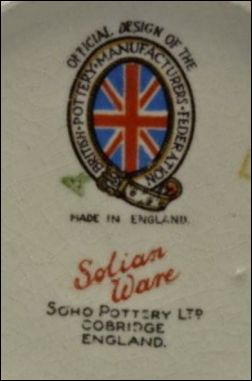 OFFICIAL DESIGN OF THE
BRITISH · POTTERY · MANUFACTURERS · FEDERATION ·
MADE IN ENGLAND.
Solian
Ware
SOHO POTTERY LTD
COBRIDGE
ENGLAND.